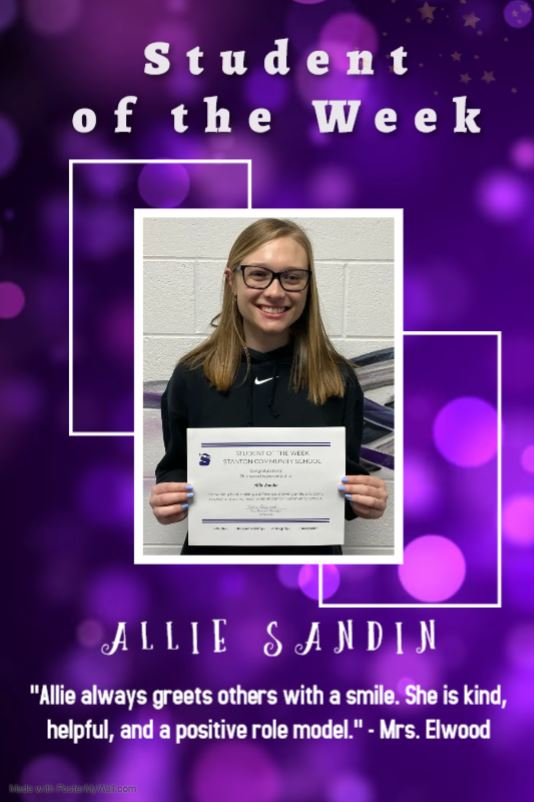 Student
of the Week
STUDENT OF THE WEEK
STANTON COMMUNITY SCHOOL
ALLIE SANDIN
"Allie always greets others with a smile. She is kind,
helpful, and a positive role model." - Mrs. Elwood
Made with PosterMyWall.com